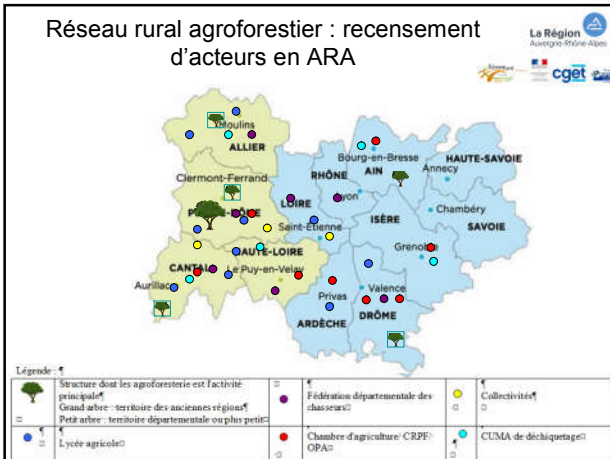 Réseau rural agroforestier : recensement
d'acteurs en ARA
La Région
Auvergne-Rhône-Alpes
cget
Moulins
ALLIER
Bourg-en-Bresse
AIN
HAUTE-SAVOIE
Annecy
RHÔNE
Clermont-Ferrand
LOIRE
Lyon
Chambéry
ISÈRE
SAVOIE
Saint-Étienne
HAUTE-LOIRE
Grenoble
CANTAL
Le Puy-en-Velay
Aurillac
Valence
Privas
DRÔME
ARDÈCHE
Légende :¶
Structure dont les agroforesterie est l'activité
principale¶
Grand arbre : territoire des anciennes régions¶
Petit arbre : territoire départementale ou plus petit¤
Fédération départementale des
chasseurs¤
Collectivités¶
Lycée agricole¤
Chambre d'agriculture/ CRPF/
OPA¤
CUMA de déchiquetage¤